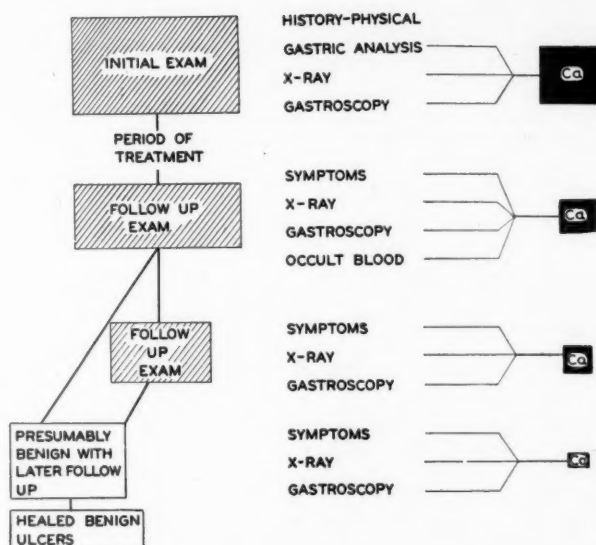 INITIAL EXAM
HISTORY-PHYSICAL
GASTRIC ANALYSIS
X-RAY
GASTROSCOPY
Ca
PERIOD OF
TREATMENT
FOLLOW UP
EXAM
SYMPTOMS
X-RAY
GASTROSCOPY
OCCULT BLOOD
Ca
FOLLOW
UP
EXAM
SYMPTOMS
X-RAY
GASTROSCOPY
Ca
PRESUMABLY
BENIGN WITH
LATER FOLLOW
UP
SYMPTOMS
X-RAY
GASTROSCOPY
Ca
HEALED BENIGN
ULCERS